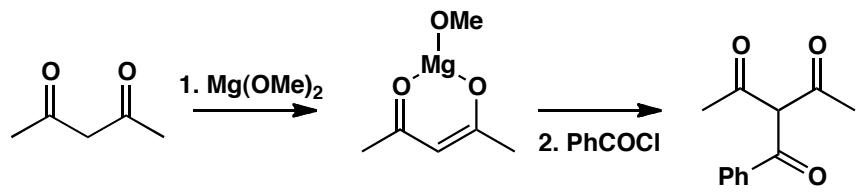 OMe
Mg
O O
1. Mg(OMe)₂
O O
2. PhCOCl
O O
Ph O